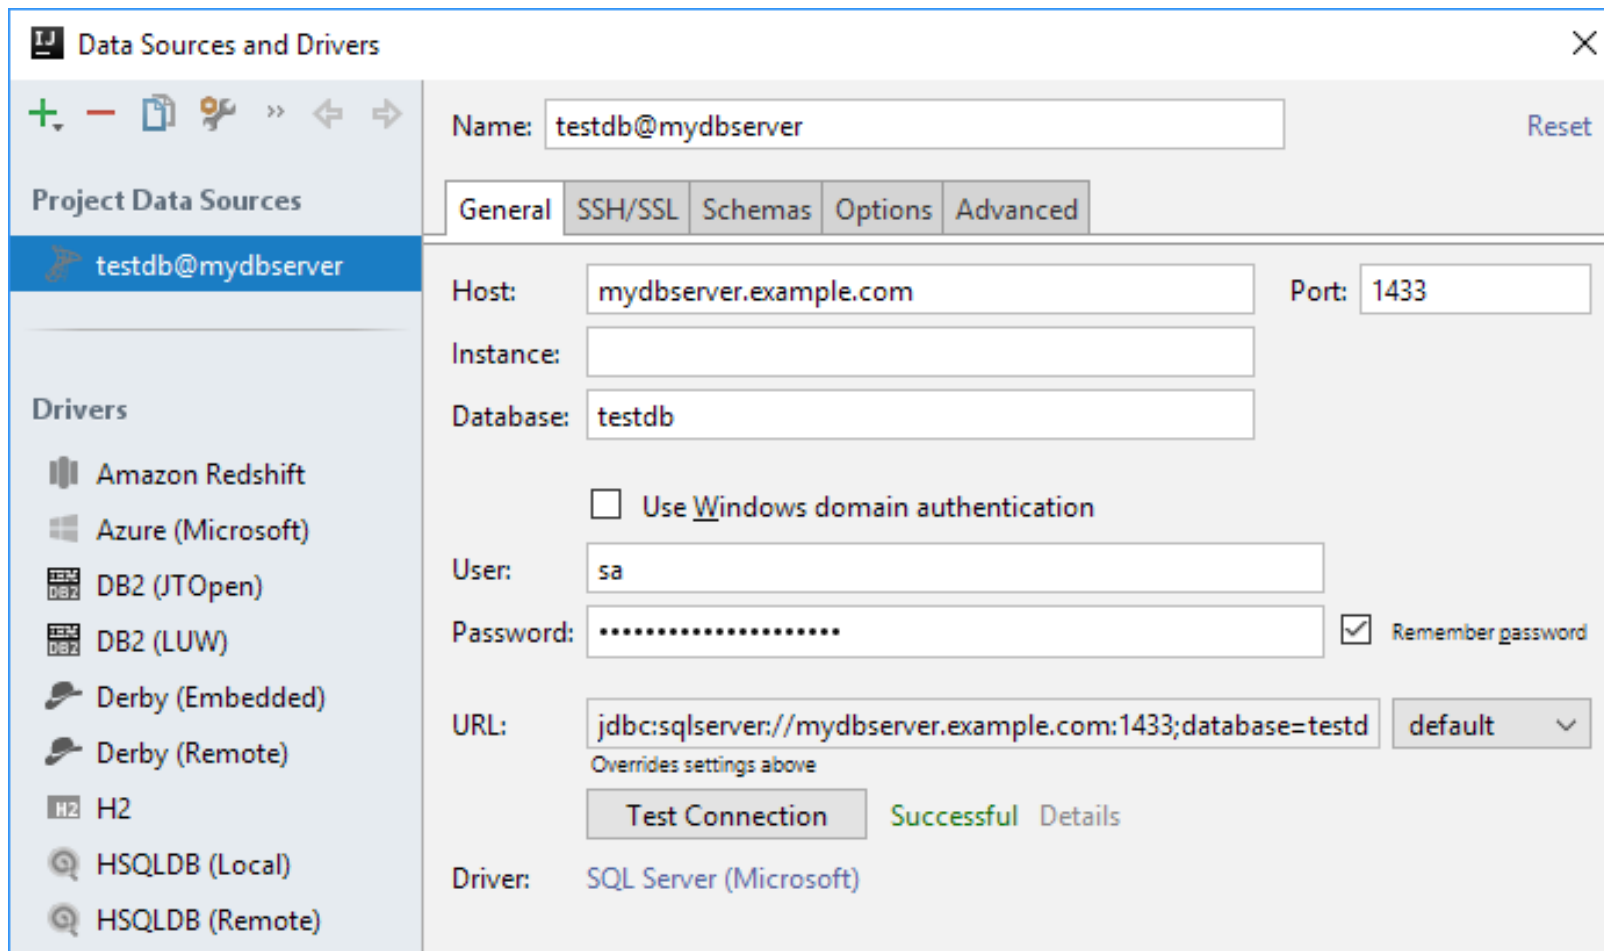 IJ Data Sources and Drivers
Project Data Sources
testdb@mydbserver
Drivers
Amazon Redshift
Azure (Microsoft)
DB2 (JTOpen)
DB2 (LUW)
Derby (Embedded)
Derby (Remote)
H2 H2
HSQLDB (Local)
HSQLDB (Remote)
Name: testdb@mydbserver Reset
General SSH/SSL Schemas Options Advanced
Host: mydbserver.example.com Port: 1433
Instance:
Database: testdb
Use Windows domain authentication
User: sa
Password: ••••••••••••••••••••• Remember password
URL: jdbc:sqlserver://mydbserver.example.com:1433;database=testd default
Overrides settings above
Test Connection Successful Details
Driver: SQL Server (Microsoft)